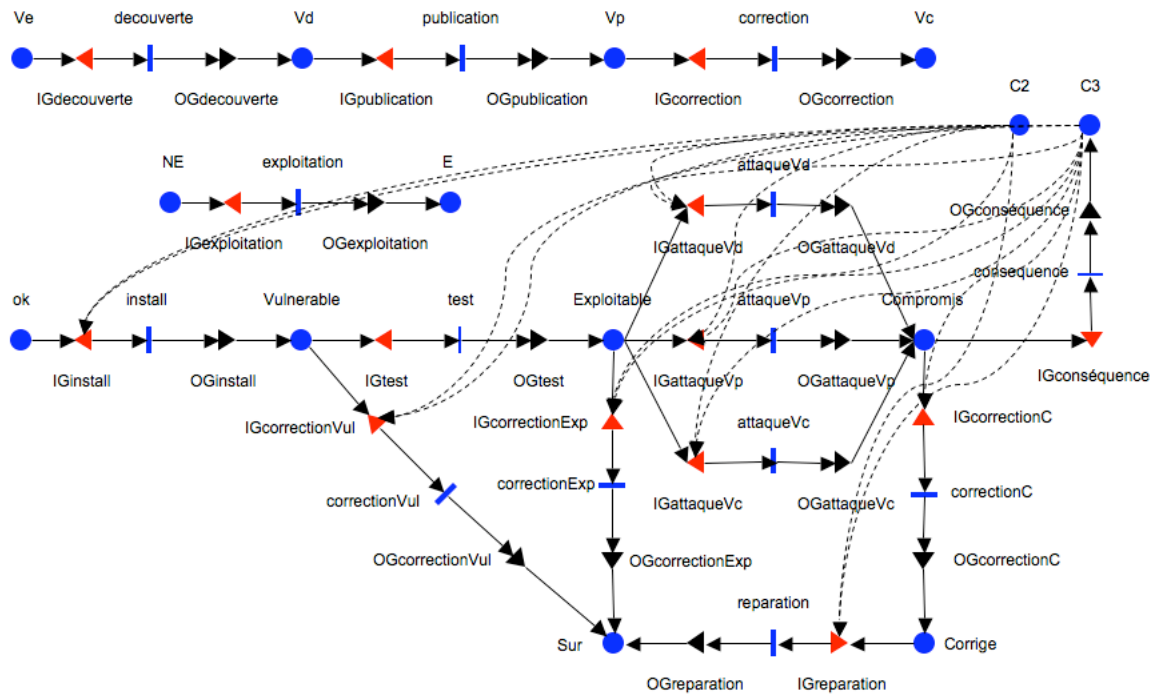 Ve decouverte Vd publication Vp correction Vc
IGdecouverte OGdecouverte IGpublication OGpublication IGcorrection OGcorrection C2 C3
NE exploitation E attaqueVd
IGexploitation OGexploitation IGattaqueVd OGattaqueVd OGconséquence
conséquence
ok install Vulnerable test Exploitable attaqueVp Compromis
IGinstall OGinstall IGtest OGtest IGattaqueVp OGattaqueVp IGconséquence
IGcorrectionVul IGcorrectionExp attaqueVc IGcorrectionC
correctionVul correctionExp IGattaqueVc OGattaqueVc correctionC
OGcorrectionVul OGcorrectionExp OGcorrectionC
reparation
Sur Corrige
OGreparation IGreparation